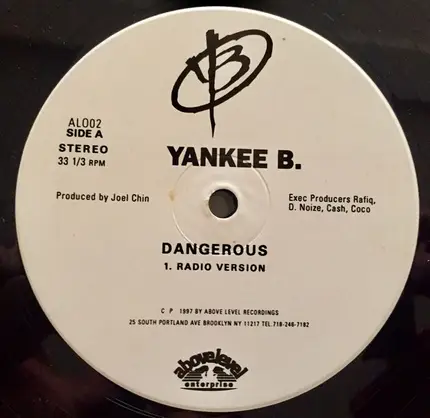 ALOO2
SIDE A
STEREO
33 1/3 RPM
YANKEE B.
Produced by Joel Chin
Exec Producers Rafiq,
D. Noize, Cash, Coco
DANGEROUS
1. RADIO VERSION
C P 1997 BY ABOVE LEVEL RECORDINGS
25 SOUTH PORTLAND AVE BROOKLYN NY 11217 TEL.718-246-7182
abovelevel
enterprise